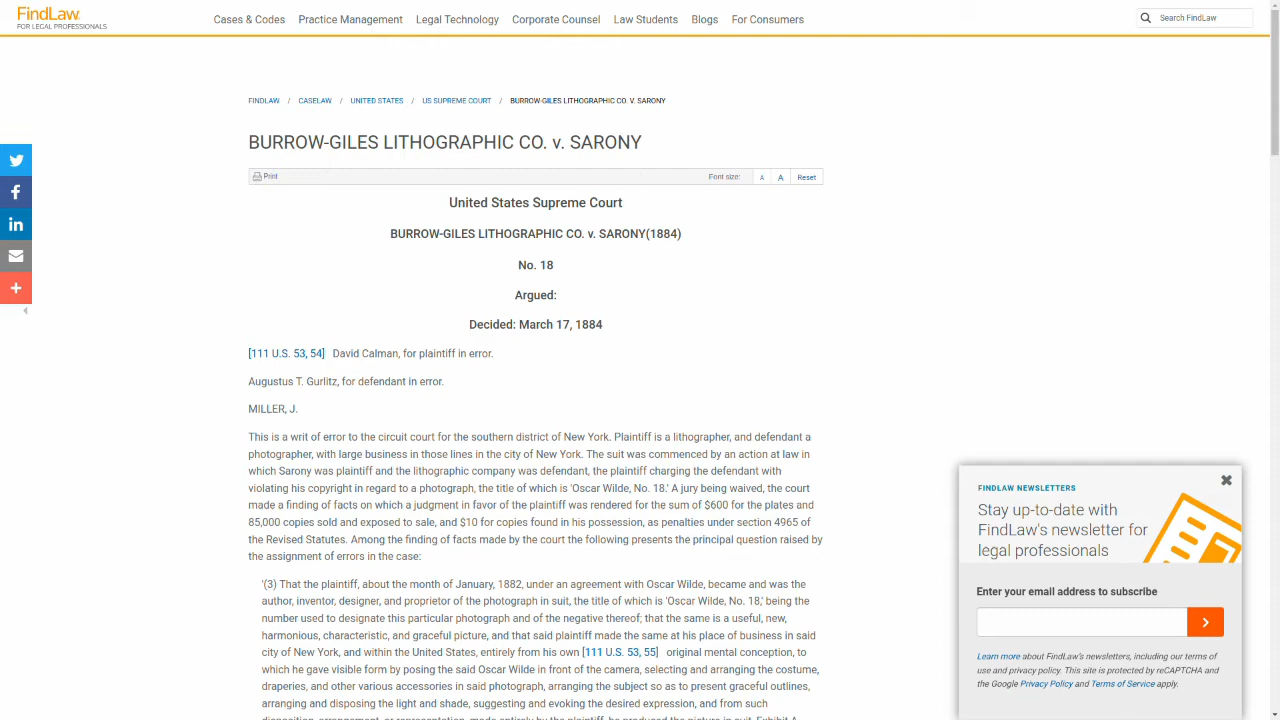 FindLaw.
FOR LEGAL PROFESSIONALS
Cases & Codes Practice Management Legal Technology Corporate Counsel Law Students Blogs For Consumers
Search FindLaw
FINDLAW / CASELAW / UNITED STATES / US SUPREME COURT / BURROW-GILES LITHOGRAPHIC CO. V. SARONY
BURROW-GILES LITHOGRAPHIC CO. v. SARONY
Print Font size: A A Reset
United States Supreme Court
BURROW-GILES LITHOGRAPHIC CO. v. SARONY(1884)
No. 18
Argued:
Decided: March 17, 1884
[111 U.S. 53, 54] David Calman, for plaintiff in error.
Augustus T. Gurlitz, for defendant in error.
MILLER, J.
This is a writ of error to the circuit court for the southern district of New York. Plaintiff is a lithographer, and defendant a
photographer, with large business in those lines in the city of New York. The suit was commenced by an action at law in
which Sarony was plaintiff and the lithographic company was defendant, the plaintiff charging the defendant with
violating his copyright in regard to a photograph, the title of which is 'Oscar Wilde, No. 18.' A jury being waived, the court
made a finding of facts on which a judgment in favor of the plaintiff was rendered for the sum of $600 for the plates and
85,000 copies sold and exposed to sale, and $10 for copies found in his possession, as penalties under section 4965 of
the Revised Statutes. Among the finding of facts made by the court the following presents the principal question raised by
the assignment of errors in the case:
'(3) That the plaintiff, about the month of January, 1882, under an agreement with Oscar Wilde, became and was the
author, inventor, designer, and proprietor of the photograph in suit, the title of which is 'Oscar Wilde, No. 18,' being the
number used to designate this particular photograph and of the negative thereof; that the same is a useful, new,
harmonious, characteristic, and graceful picture, and that said plaintiff made the same at his place of business in said
city of New York, and within the United States, entirely from his own [111 U.S. 53, 55] original mental conception, to
which he gave visible form by posing the said Oscar Wilde in front of the camera, selecting and arranging the costume,
draperies, and other various accessories in said photograph, arranging the subject so as to present graceful outlines,
arranging and disposing the light and shade, suggesting and evoking the desired expression, and from such
disposition, arrangement, or representation, made entirely by the plaintiff, he produced the picture in suit, Exhibit A,
FINDLAW NEWSLETTERS
Stay up-to-date with
FindLaw's newsletter for
legal professionals
Enter your email address to subscribe
Learn more about FindLaw's newsletters, including our terms of
use and privacy policy. This site is protected by reCAPTCHA and
the Google Privacy Policy and Terms of Service apply.